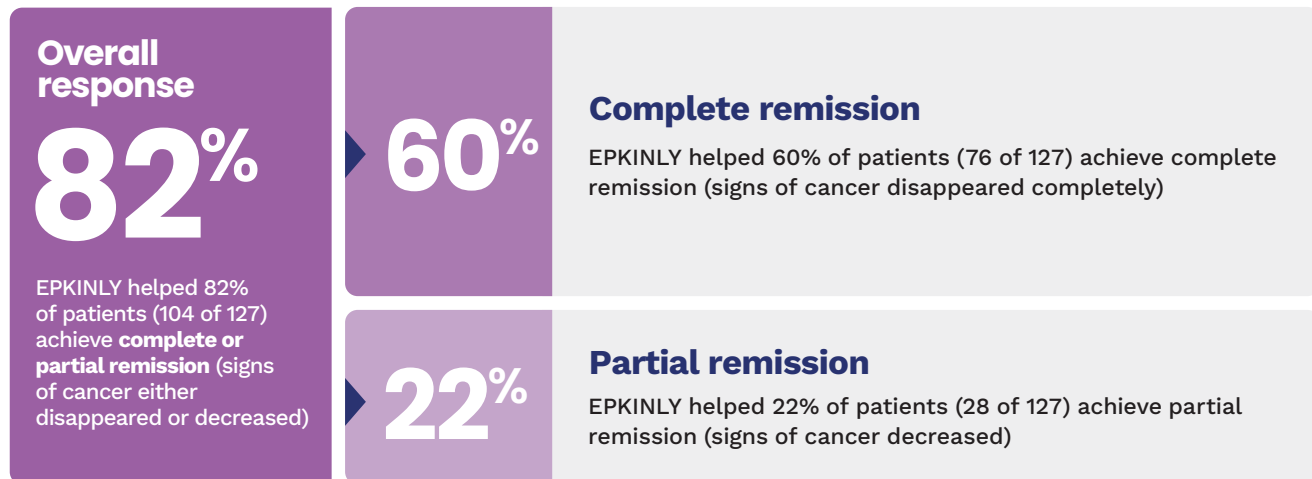 Overall
response
82%
EPKINLY helped 82%
of patients (104 of 127)
achieve complete or
partial remission (signs
of cancer either
disappeared or decreased)
60%
Complete remission
EPKINLY helped 60% of patients (76 of 127) achieve complete
remission (signs of cancer disappeared completely)
22%
Partial remission
EPKINLY helped 22% of patients (28 of 127) achieve partial
remission (signs of cancer decreased)